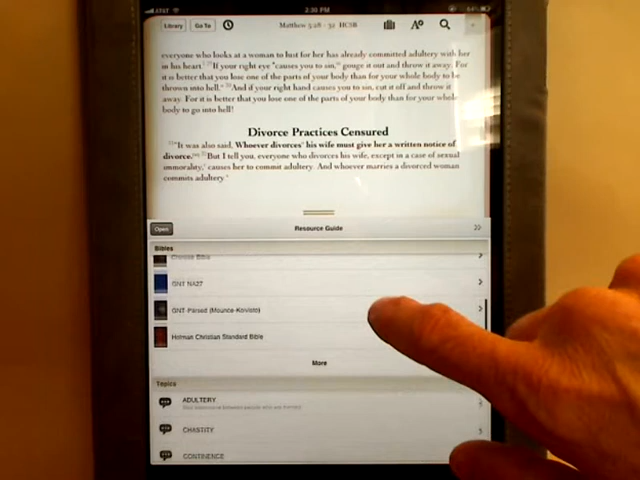 AT&T 2:30 PM 64%
Library Go To Matthew 5:28 - 32 HCSB
everyone who looks at a woman to lust for her has already committed adultery with her
in his heart. "If your right eye "causes you to sin," gouge it out and throw it away. For
it is better that you lose one of the parts of your body than for your whole body to be
thrown into hell. And if your right hand causes you to sin, cut it off and throw it
away. For it is better that you lose one of the parts of your body than for your whole
body to go into hell!
Divorce Practices Censured
"It was also said, Whoever divorces his wife must give her a written notice of
divorce. But I tell you, everyone who divorces his wife, except in a case of sexual
immorality, causes her to commit adultery. And whoever marries a divorced woman
commits adultery.
Open Resource Guide
Bibles
Chinese Bible
GNT NA27
GNT-Parsed (Mounce-Koivisto)
Holman Christian Standard Bible
More
Topics
ADULTERY
CHASTITY
CONTINENCE